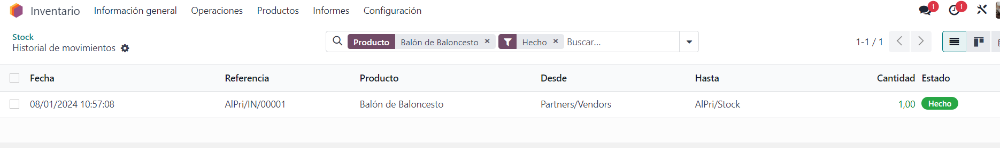 Inventario Información general Operaciones Productos Informes Configuración 1 1
Stock
Historial de movimientos
Producto Balón de Baloncesto × Hecho × Buscar... 1-1 / 1
Fecha Referencia Producto Desde Hasta Cantidad Estado
08/01/2024 10:57:08 AlPri/IN/00001 Balón de Baloncesto Partners/Vendors AlPri/Stock 1,00 Hecho